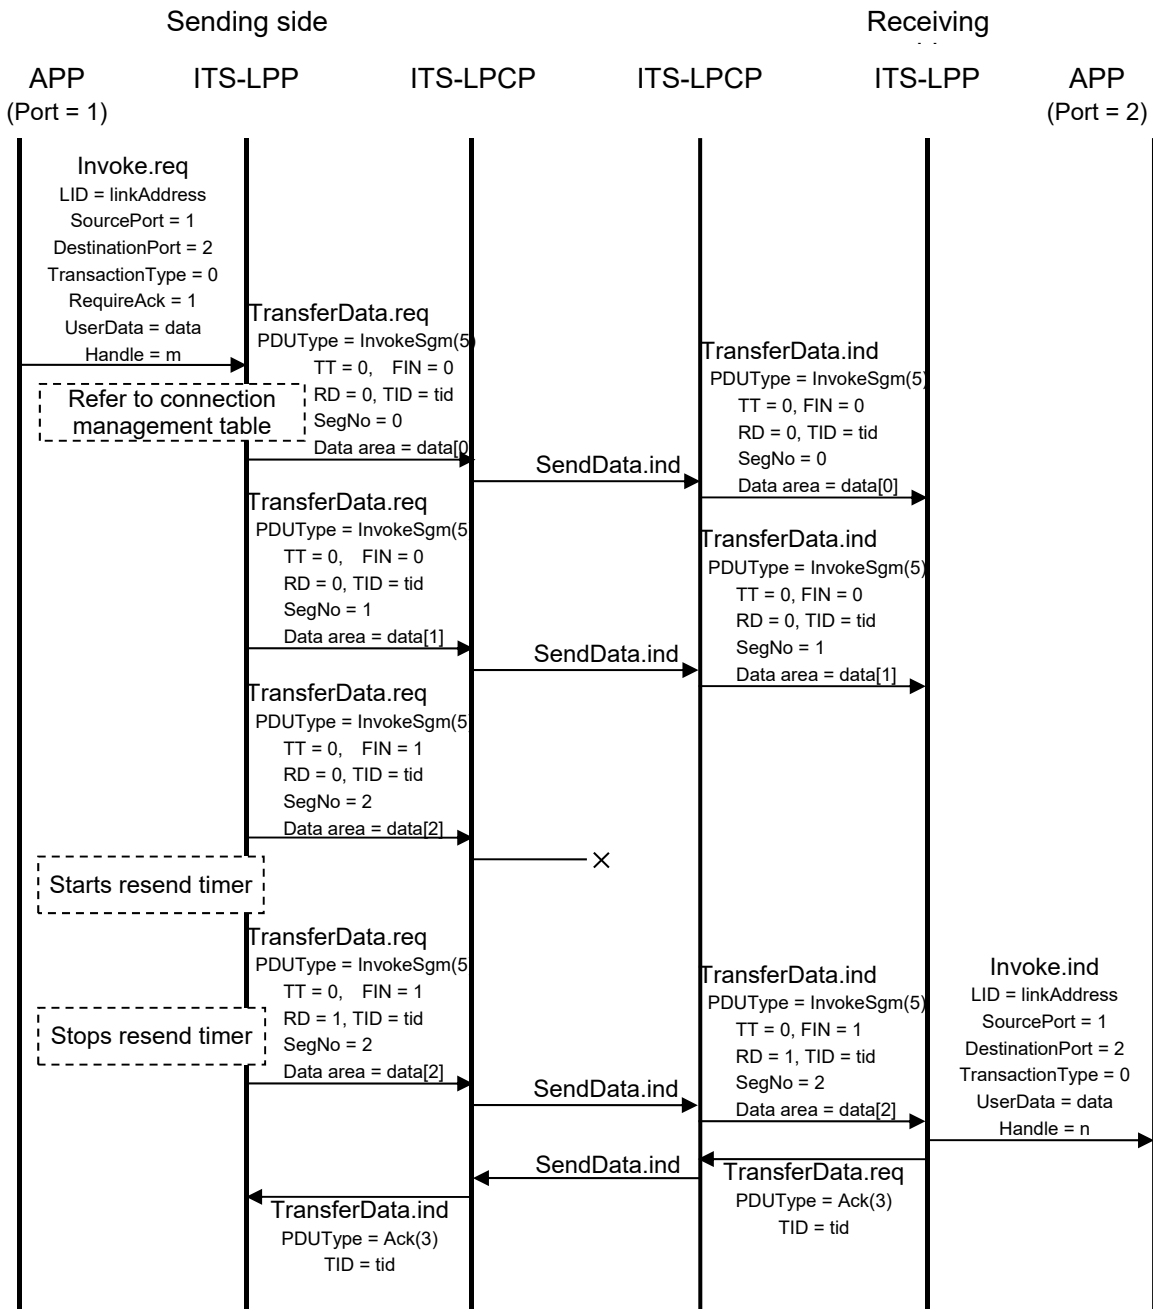 Sending side
Receiving
APP
ITS-LPP
ITS-LPCP
ITS-LPCP
ITS-LPP
APP
(Port = 1)
(Port = 2)
Invoke.req
LID = linkAddress
SourcePort = 1
DestinationPort = 2
TransactionType = 0
RequireAck = 1
UserData = data
Handle = m
Refer to connection
management table
TransferData.req
PDUType = InvokeSgm(5)
TT = 0, FIN = 0
RD = 0, TID = tid
SegNo = 0
Data area = data[0
SendData.ind
TransferData.ind
PDUType = InvokeSgm(5)
TT = 0, FIN = 0
RD = 0, TID = tid
SegNo = 0
Data area = data[0]
TransferData.req
PDUType = InvokeSgm(5
TT = 0, FIN = 0
RD = 0, TID = tid
SegNo = 1
Data area = data[1]
SendData.ind
TransferData.ind
PDUType = InvokeSgm(5)
TT = 0, FIN = 0
RD = 0, TID = tid
SegNo = 1
Data area = data[1]
TransferData.req
PDUType = InvokeSgm(5
TT = 0, FIN = 1
RD = 0, TID = tid
SegNo = 2
Data area = data[2]
Starts resend timer
TransferData.req
PDUType = InvokeSgm(5
TT = 0, FIN = 1
RD = 1, TID = tid
SegNo = 2
Data area = data[2]
Stops resend timer
SendData.ind
TransferData.ind
PDUType = InvokeSgm(5)
TT = 0, FIN = 1
RD = 1, TID = tid
SegNo = 2
Data area = data[2]
Invoke.ind
LID = linkAddress
SourcePort = 1
DestinationPort = 2
TransactionType = 0
UserData = data
Handle = n
SendData.ind
TransferData.req
PDUType = Ack(3)
TID = tid
TransferData.ind
PDUType = Ack(3)
TID = tid